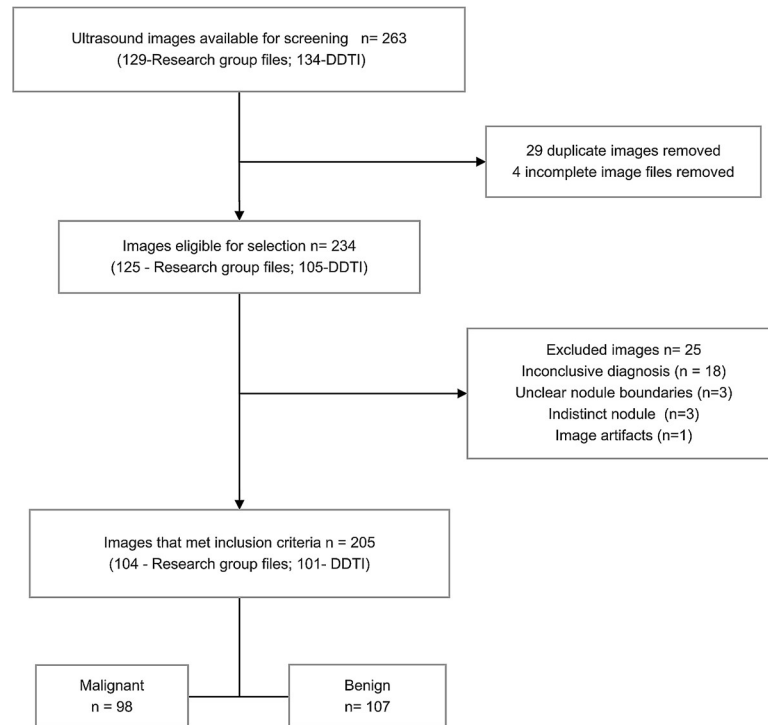 Ultrasound images available for screening n= 263
(129-Research group files; 134-DDTI)
29 duplicate images removed
4 incomplete image files removed
Images eligible for selection n= 234
(125 - Research group files; 105-DDTI)
Excluded images n= 25
Inconclusive diagnosis (n = 18)
Unclear nodule boundaries (n=3)
Indistinct nodule (n=3)
Image artifacts (n=1)
Images that met inclusion criteria n = 205
(104 - Research group files; 101- DDTI)
Malignant
n = 98
Benign
n= 107